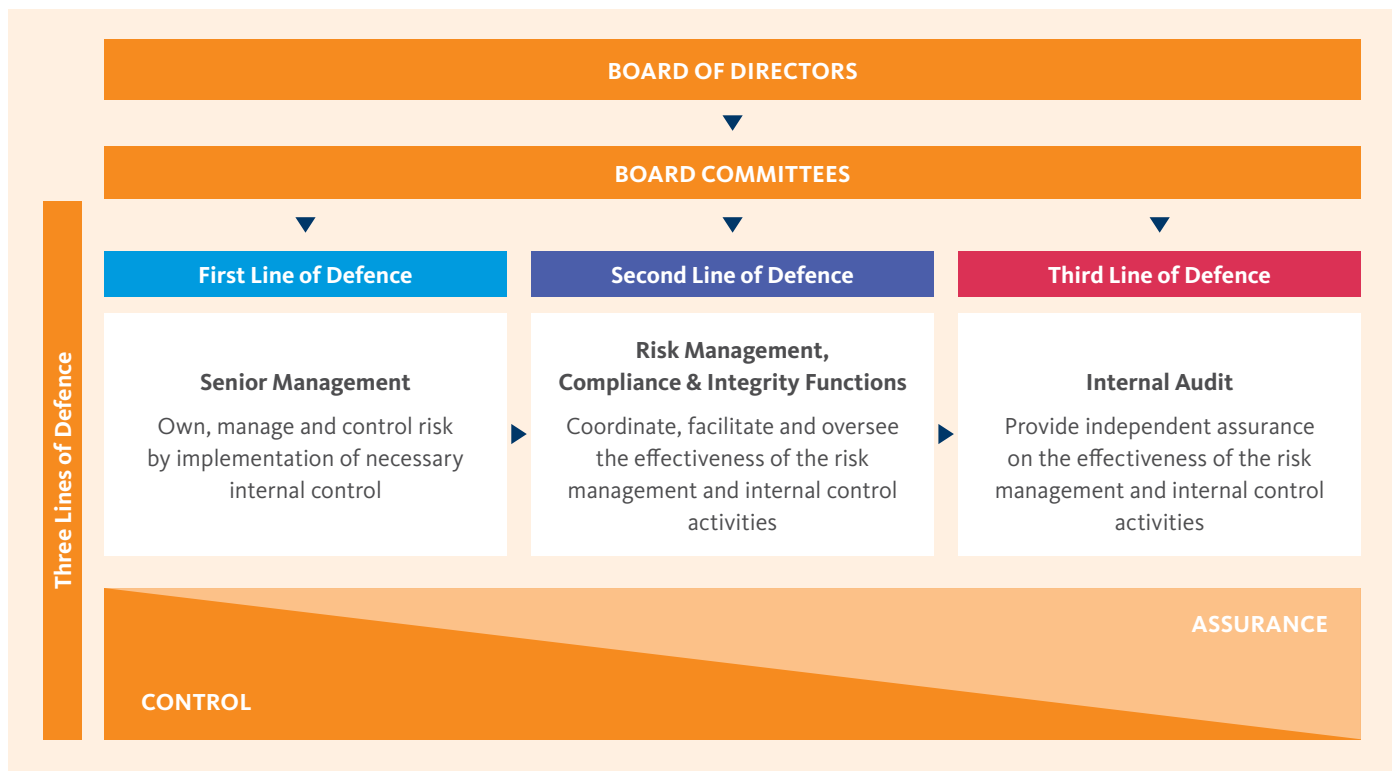 BOARD OF DIRECTORS
BOARD COMMITTEES
Three Lines of Defence
First Line of Defence
Senior Management
Own, manage and control risk
by implementation of necessary
internal control
Second Line of Defence
Risk Management,
Compliance & Integrity Functions
Coordinate, facilitate and oversee
the effectiveness of the risk
management and internal control
activities
Third Line of Defence
Internal Audit
Provide independent assurance
on the effectiveness of the risk
management and internal control
activities
ASSURANCE
CONTROL